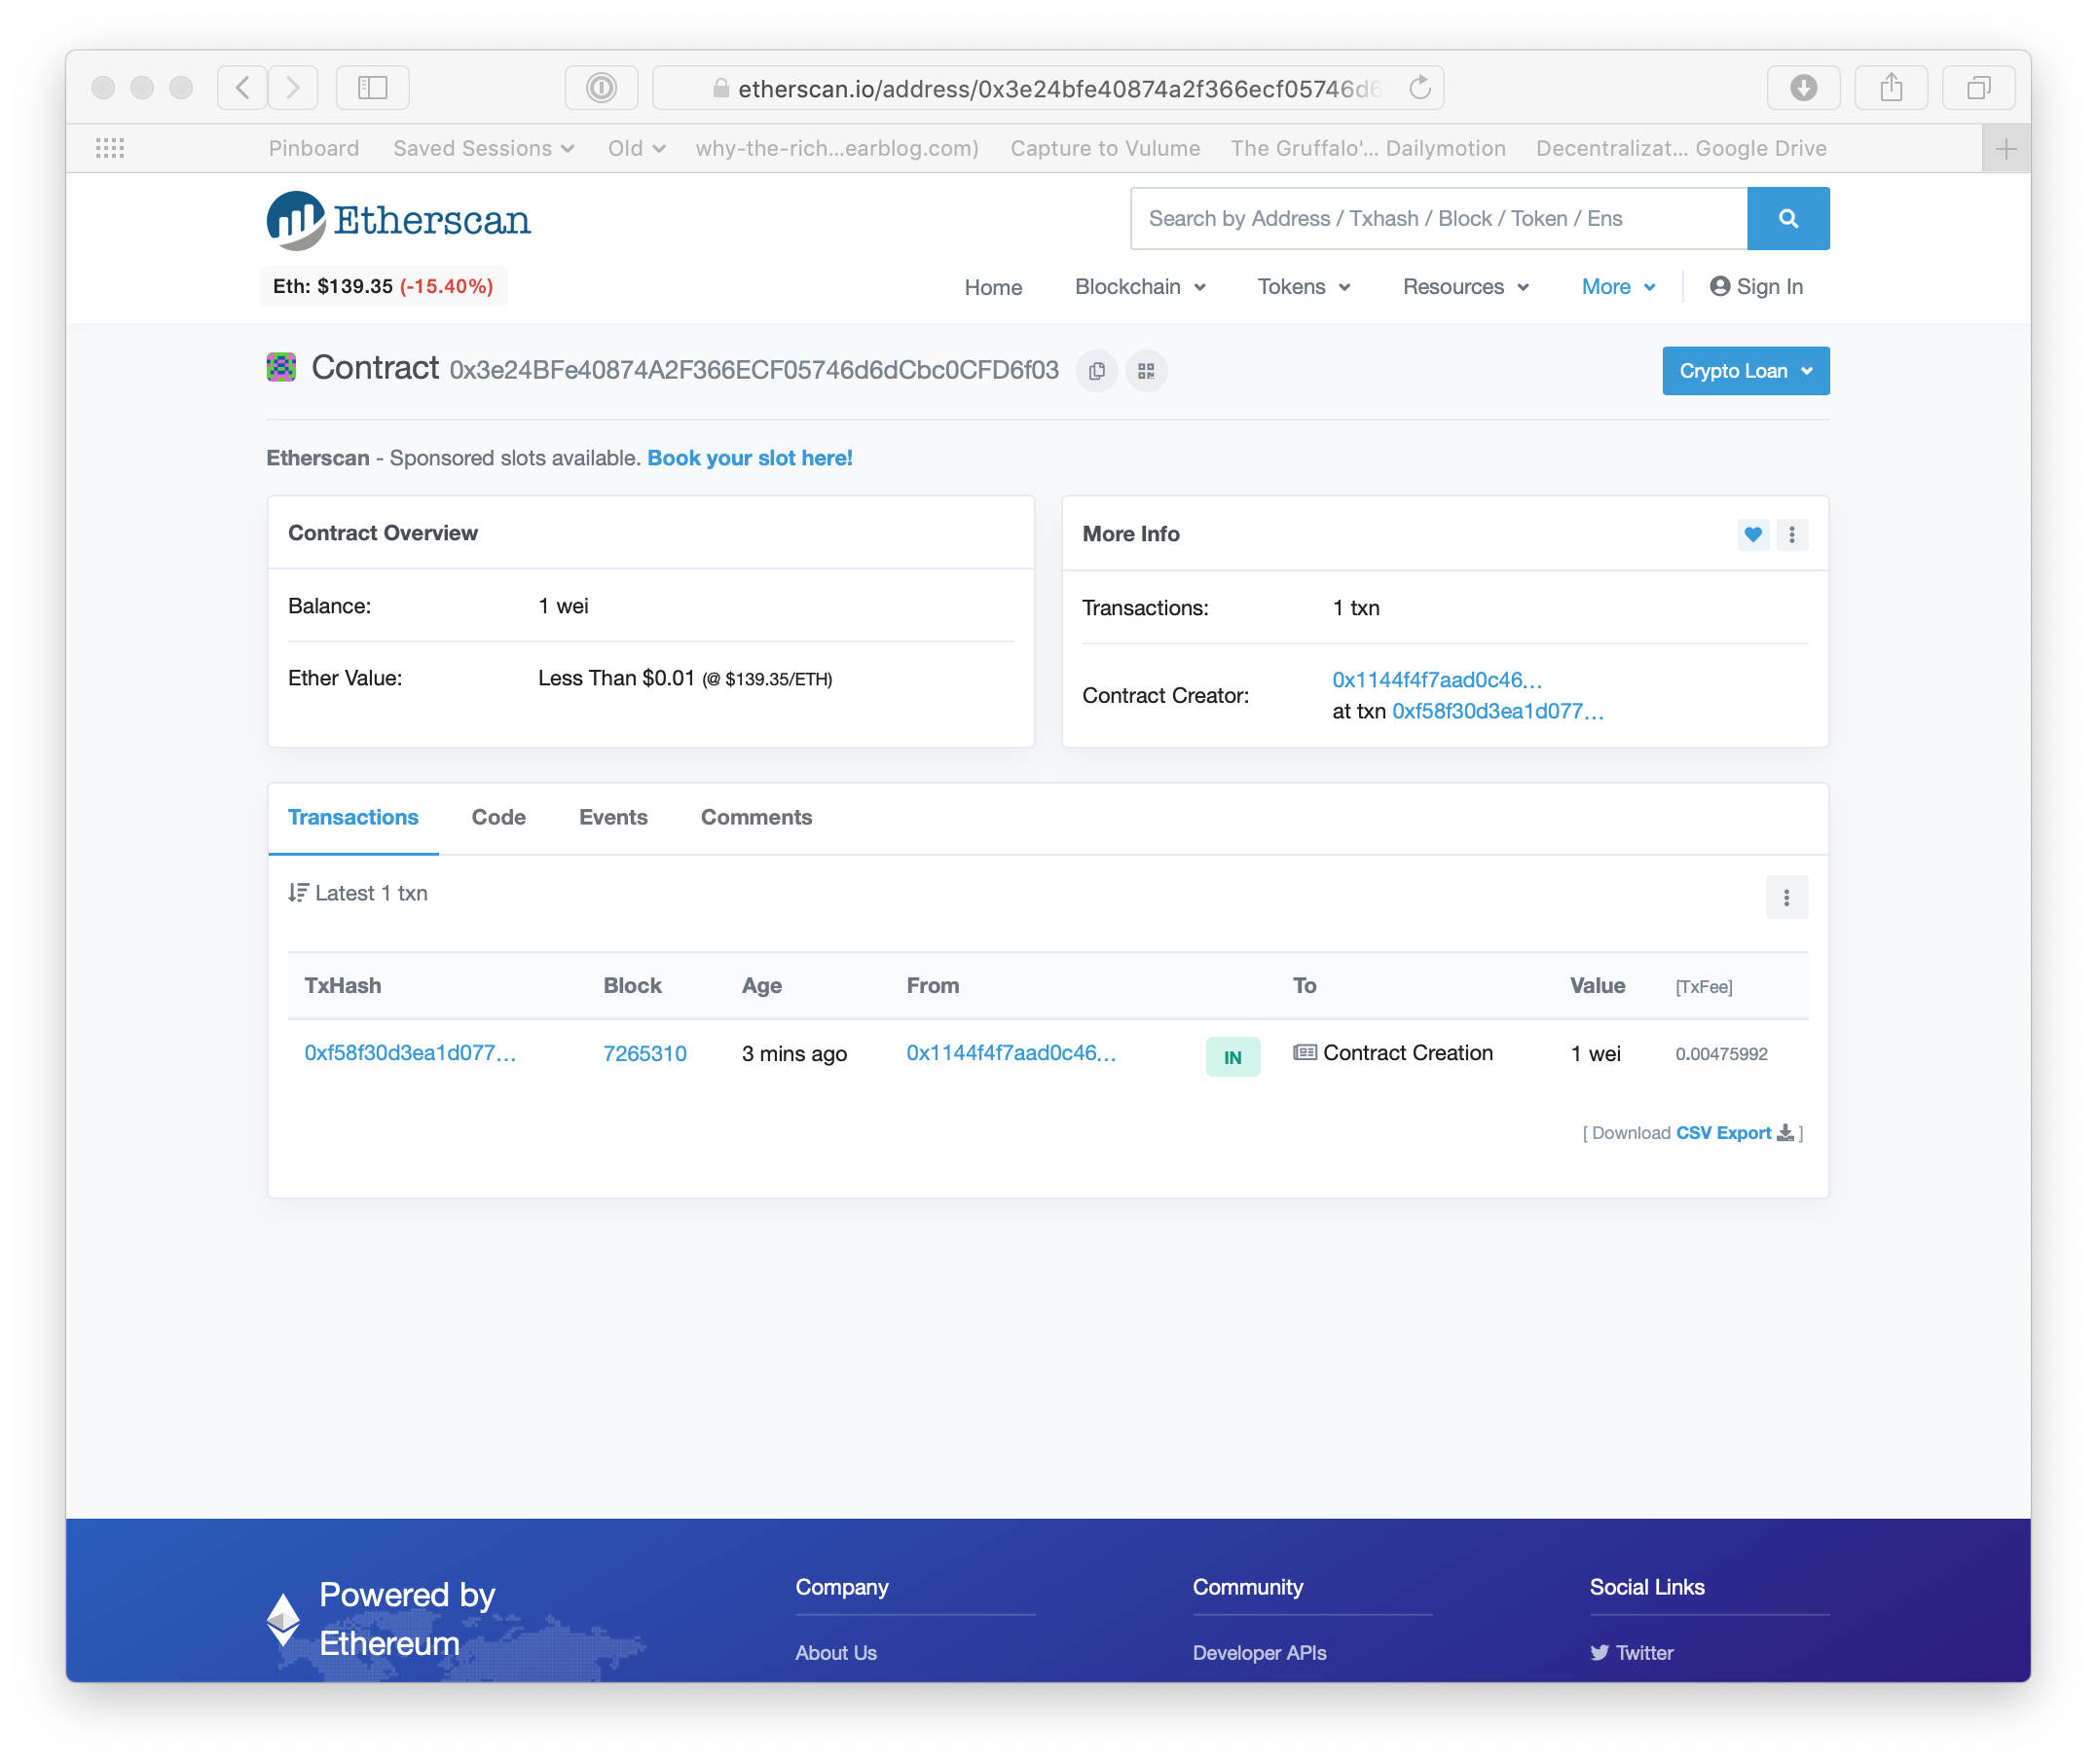 etherscan.io/address/0x3e24bfe40874a2f366ecf05746d6
Pinboard Saved Sessions Old why-the-rich...earblog.com) Capture to Vulume The Gruffalo'... Dailymotion Decentralizat... Google Drive
Etherscan
Search by Address / Txhash / Block / Token / Ens
Eth: $139.35 (-15.40%)
Home Blockchain Tokens Resources More Sign In
Contract 0x3e24BFe40874A2F366ECF05746d6dCbc0CFD6f03
Crypto Loan
Etherscan - Sponsored slots available. Book your slot here!
Contract Overview
Balance: 1 wei
Ether Value: Less Than $0.01 (@ $139.35/ETH)
More Info
Transactions: 1 txn
Contract Creator: 0x1144f4f7aad0c46...
at txn 0xf58f30d3ea1d077...
Transactions Code Events Comments
Latest 1 txn
TxHash Block Age From To Value [TxFee]
0xf58f30d3ea1d077... 7265310 3 mins ago 0x1144f4f7aad0c46... IN Contract Creation 1 wei 0.00475992
[ Download CSV Export ]
Powered by
Ethereum
Company
About Us
Community
Developer APIs
Social Links
Twitter